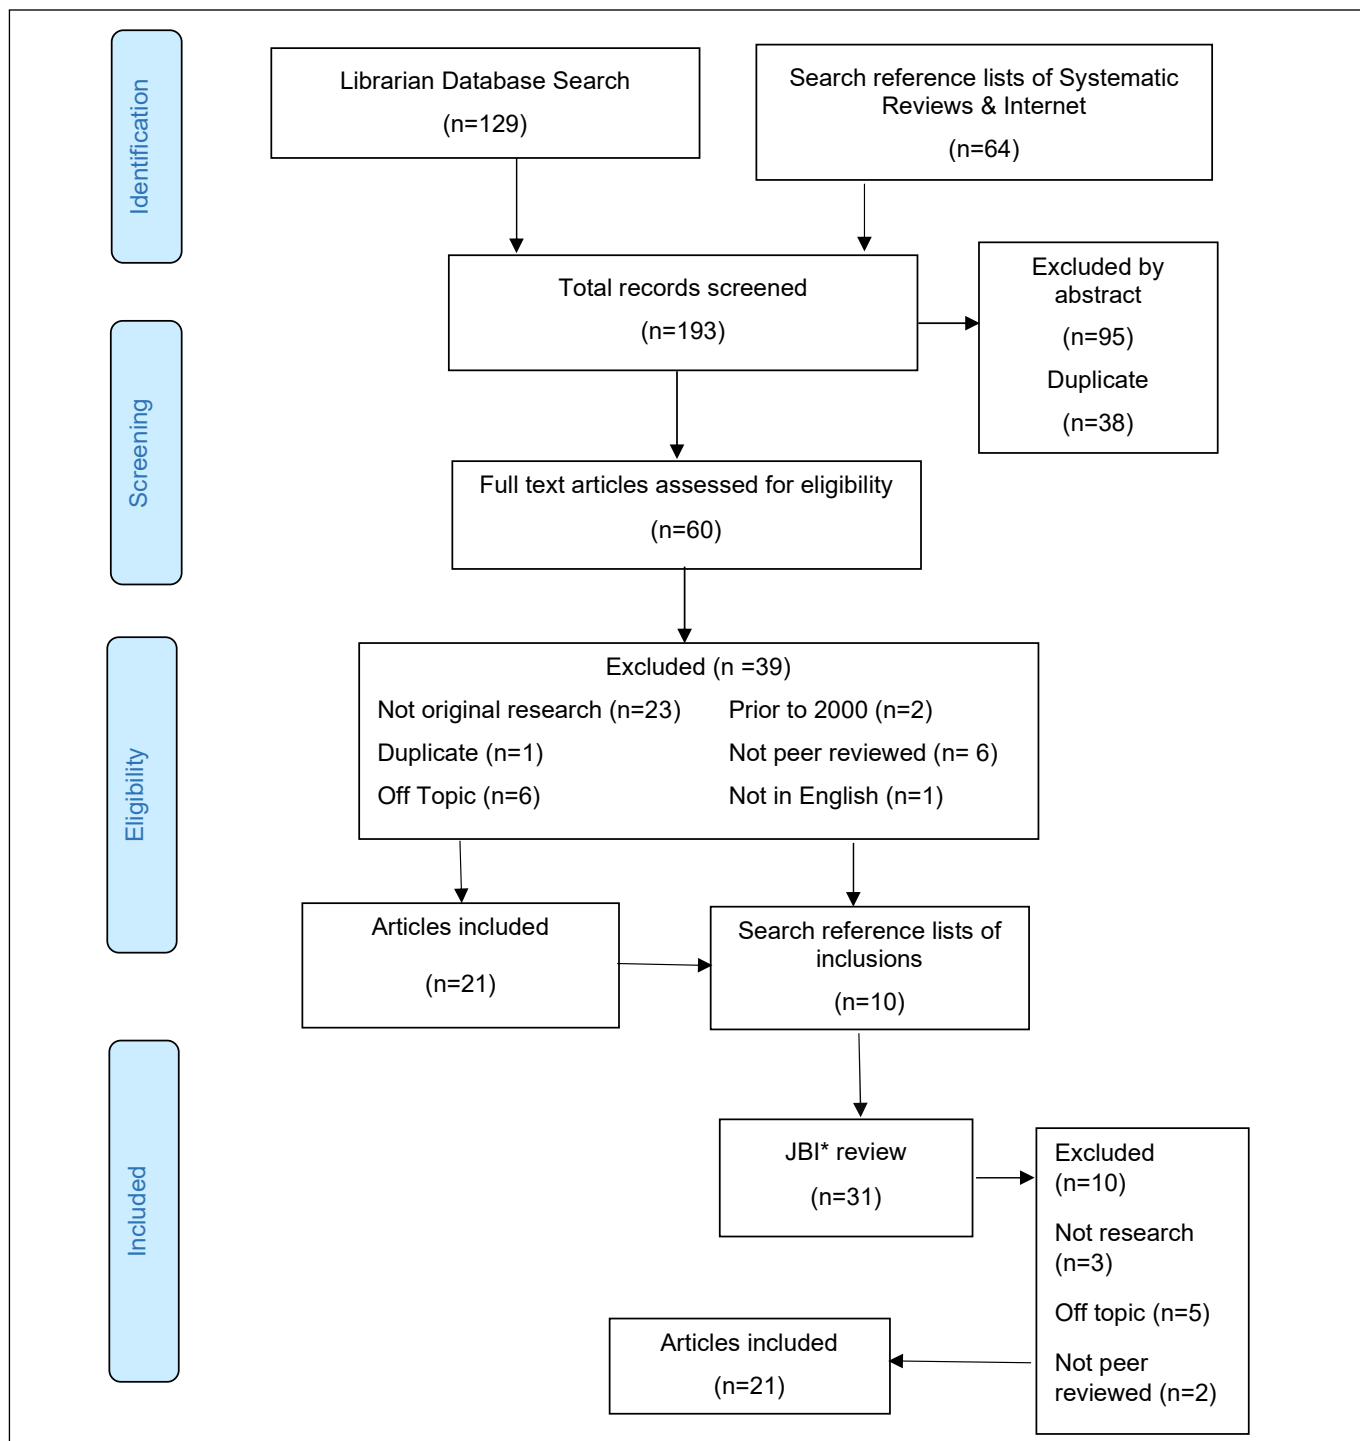 Identification
Librarian Database Search
(n=129)
Search reference lists of Systematic
Reviews & Internet
(n=64)
Total records screened
(n=193)
Excluded by
abstract
(n=95)
Duplicate
(n=38)
Screening
Full text articles assessed for eligibility
(n=60)
Eligibility
Excluded (n =39)
Not original research (n=23)
Prior to 2000 (n=2)
Duplicate (n=1)
Not peer reviewed (n= 6)
Off Topic (n=6)
Not in English (n=1)
Articles included
(n=21)
Search reference lists of
inclusions
(n=10)
Included
JBI* review
(n=31)
Excluded
(n=10)
Not research
(n=3)
Off topic (n=5)
Not peer
reviewed (n=2)
Articles included
(n=21)